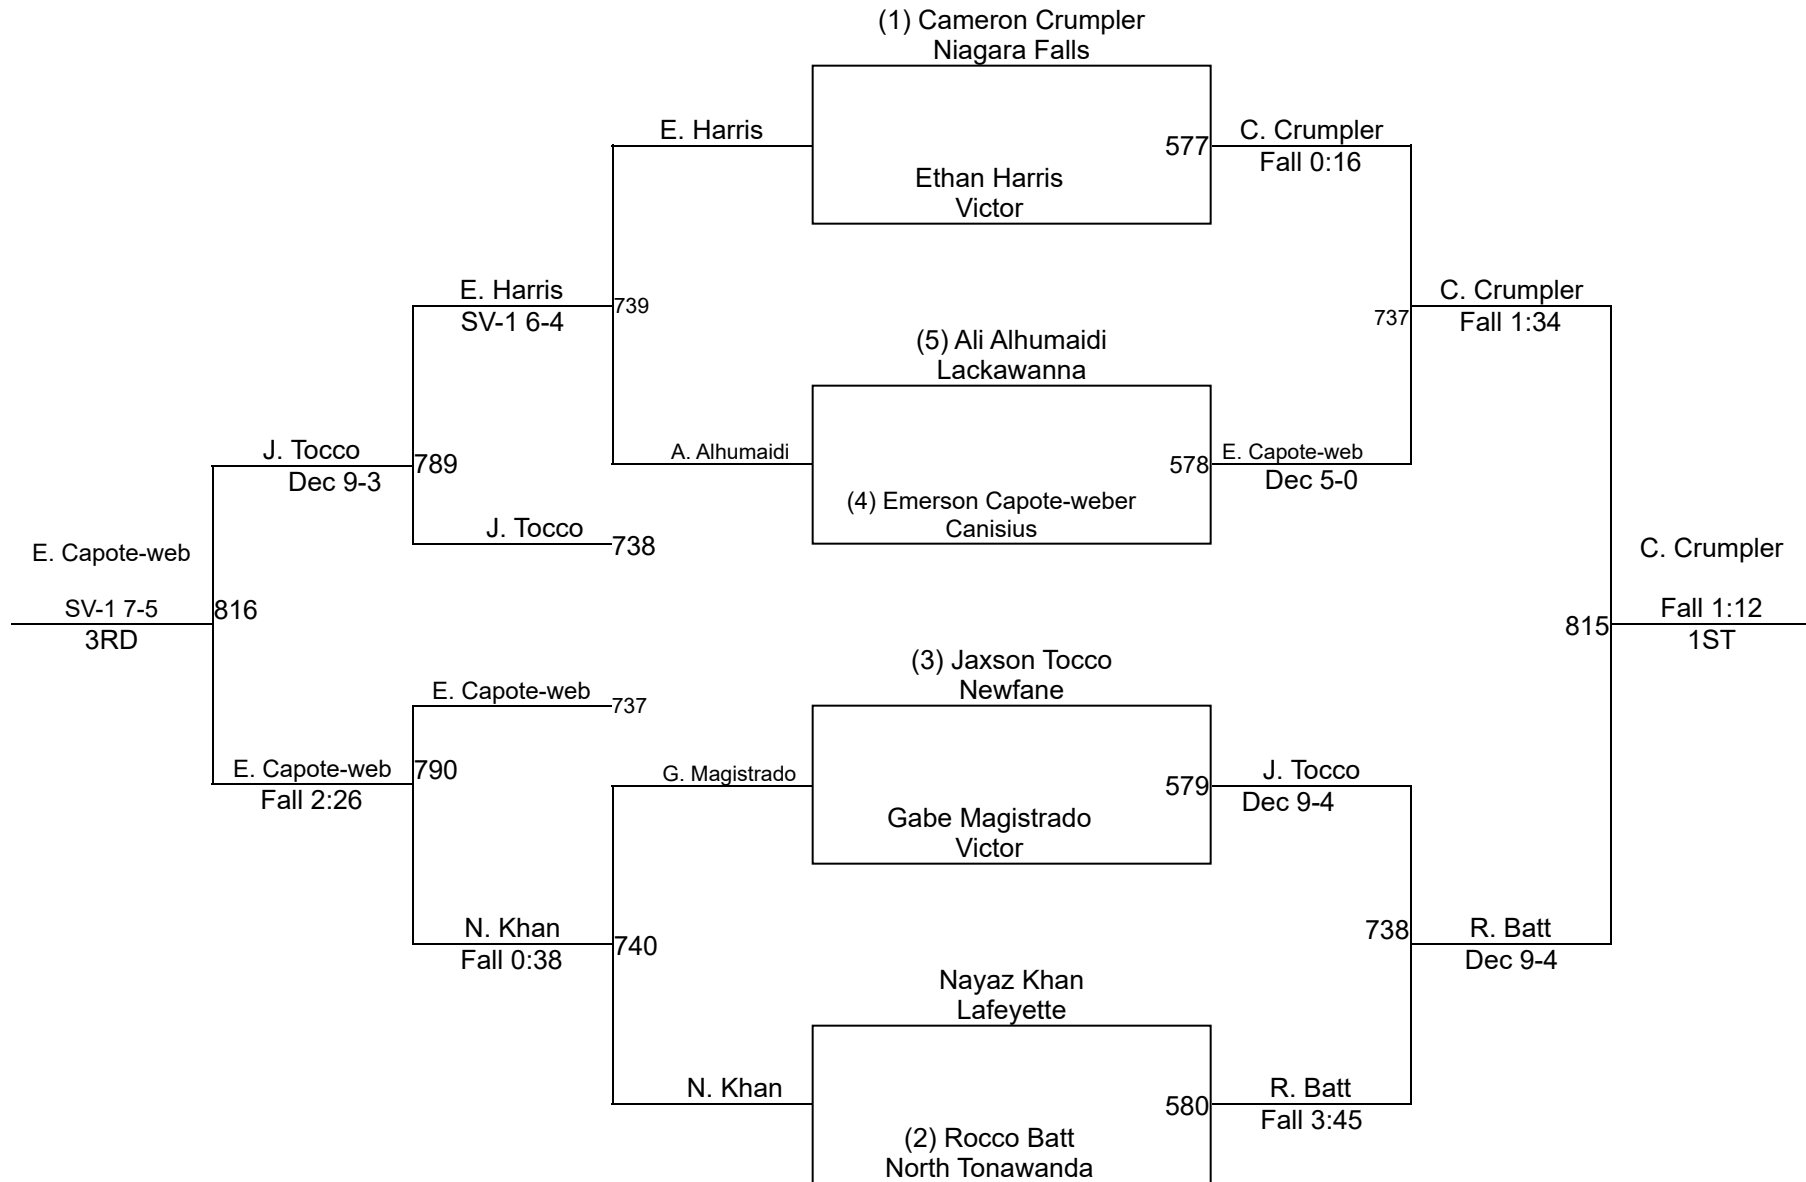 (1) Cameron Crumpler
Niagara Falls
E. Harris
577
C. Crumpler
Fall 0:16
Ethan Harris
Victor
E. Harris
SV-1 6-4
739
737
C. Crumpler
Fall 1:34
(5) Ali Alhumaidi
Lackawanna
J. Tocco
Dec 9-3
789
A. Alhumaidi
578
E. Capote-web
Dec 5-0
(4) Emerson Capote-weber
Canisius
J. Tocco
738
E. Capote-web
SV-1 7-5
3RD
816
C. Crumpler
Fall 1:12
1ST
815
(3) Jaxson Tocco
Newfane
E. Capote-web
737
E. Capote-web
Fall 2:26
790
G. Magistrado
579
J. Tocco
Dec 9-4
Gabe Magistrado
Victor
N. Khan
Fall 0:38
740
738
R. Batt
Dec 9-4
Nayaz Khan
Lafeyette
N. Khan
580
R. Batt
Fall 3:45
(2) Rocco Batt
North Tonawanda